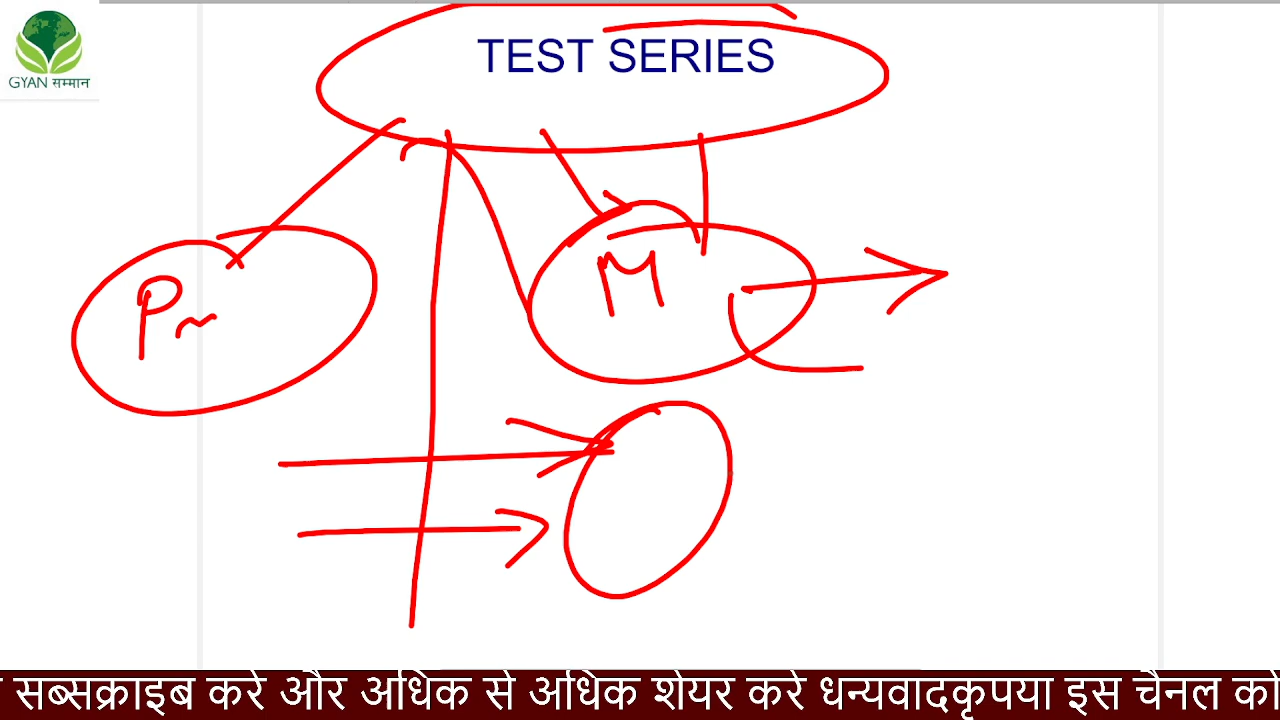 TEST SERIES
GYAN सम्मान
P
M
सब्सक्राइब करे और अधिक से अधिक शेयर करे धन्यवादकृपया इस चैनल को